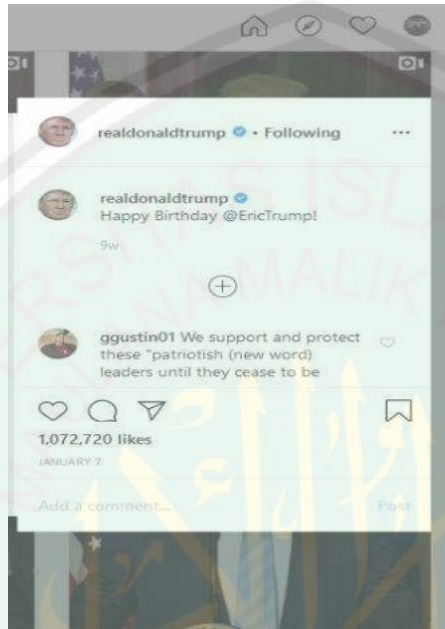 realdonaldtrump • Following
realdonaldtrump
Happy Birthday @EricTrump!
9w
ggustin01 We support and protect
these "patriotish (new word)
leaders until they cease to be
1,072,720 likes
JANUARY 7
Add a comment... Post